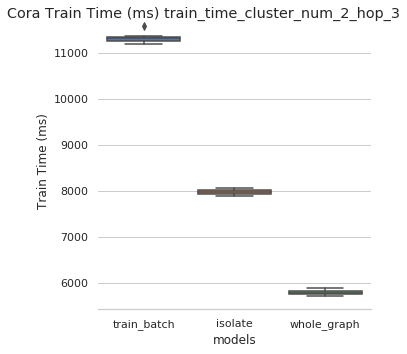 Cora Train Time (ms) train_time_cluster_num_2_hop_3
11000
10000
9000
8000
7000
6000
Train Time (ms)
train_batch isolate whole_graph
models